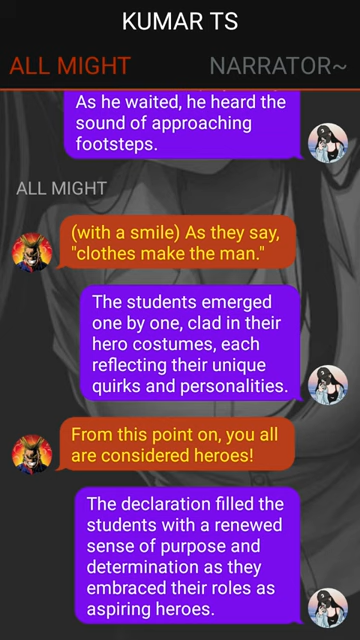 KUMAR TS
ALL MIGHT
NARRATOR~
As he waited, he heard the
sound of approaching
footsteps.
ALL MIGHT
(with a smile) As they say,
"clothes make the man."
The students emerged
one by one, clad in their
hero costumes, each
reflecting their unique
quirks and personalities.
From this point on, you all
are considered heroes!
The declaration filled the
students with a renewed
sense of purpose and
determination as they
embraced their roles as
aspiring heroes.